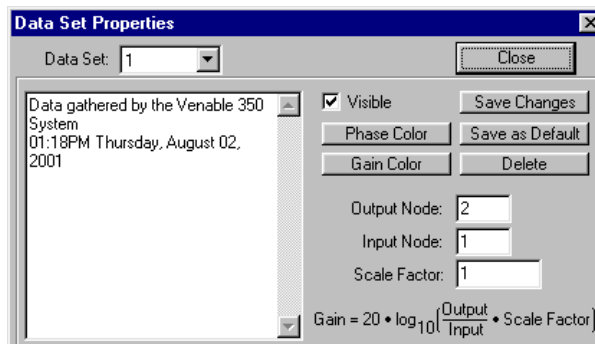 Data Set Properties
Data Set: 1
Close
Data gathered by the Venable 350
System
01:18PM Thursday, August 02,
2001
Visible
Save Changes
Phase Color
Save as Default
Gain Color
Delete
Output Node: 2
Input Node: 1
Scale Factor: 1
Gain = 20 • log10(Output/Input • Scale Factor)